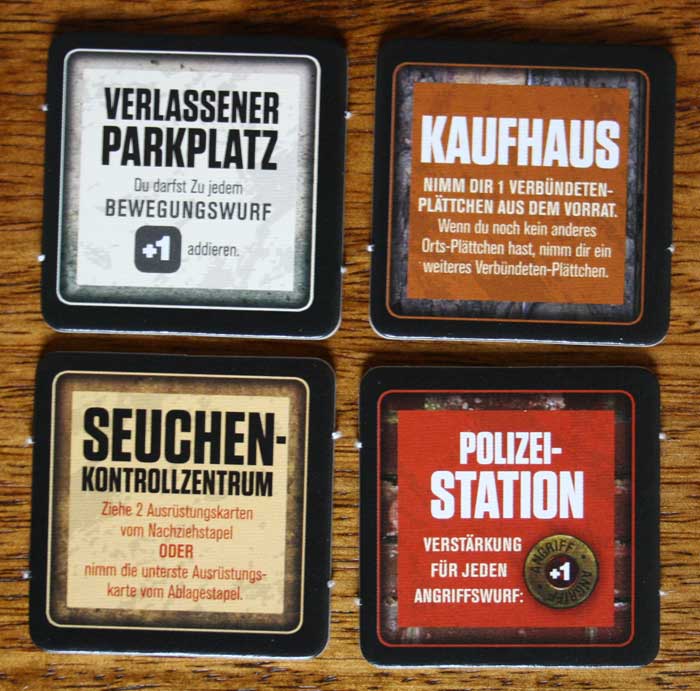 VERLASSENER
PARKPLATZ
Du darfst Zu jedem
BEWEGUNGSWURF
+1 addieren.
KAUFHAUS
NIMM DIR 1 VERBÜNDETEN-
PLÄTTCHEN AUS DEM VORRAT.
Wenn du noch kein anderes
Orts-Plättchen hast, nimm dir ein
weiteres Verbündeten-Plättchen.
SEUCHEN-
KONTROLLZENTRUM
Ziehe 2 Ausrüstungskarten
vom Nachziehstapel
ODER
nimm die unterste Ausrüstungs-
karte vom Ablagestapel.
POLIZEI-
STATION
VERSTÄRKUNG
FÜR JEDEN
ANGRIFFSWURF:
ANGRIFF • ANGRIFF •
+1